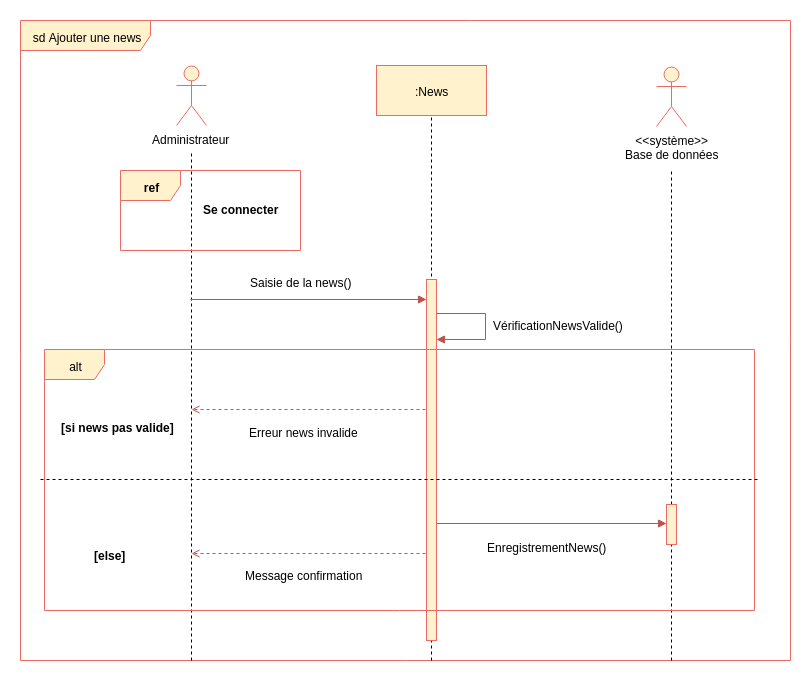 sd Ajouter une news
:News
Administrateur
<<système>>
Base de données
ref
Se connecter
Saisie de la news()
VérificationNewsValide()
alt
[si news pas valide]
Erreur news invalide
EnregistrementNews()
[else]
Message confirmation